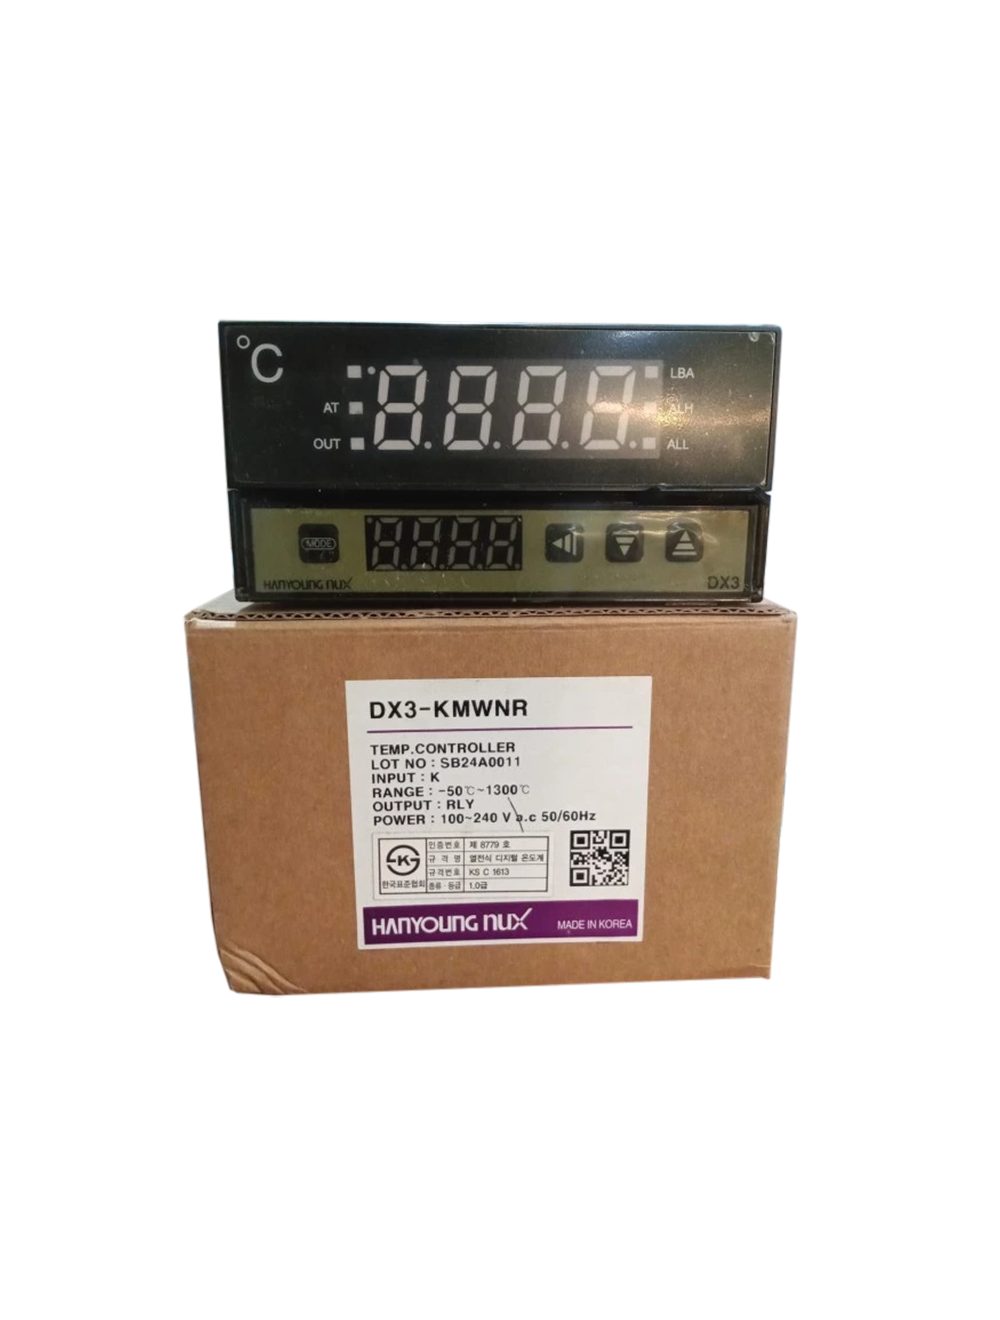 °C
LBA
AT
ALH
OUT
ALL
MODE
HANYOUNG NUX
DX3
DX3-KMWNR
TEMP.CONTROLLER
LOT NO : SB24A0011
INPUT : K
RANGE : -50℃~1300℃
OUTPUT : RLY
POWER : 100~240 V a.c 50/60Hz
인증번호 제 8779 호
규 격 명 열전식 디지털 온도계
규격번호 KS C 1613
종류·등급 1.0급
한국표준협회
HANYOUNG NUX
MADE IN KOREA